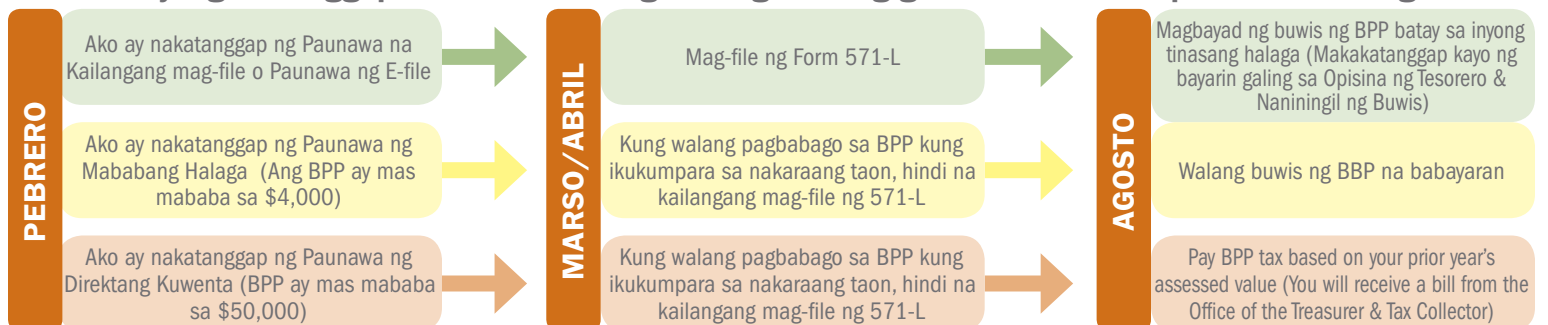 PEBRERO
Ako ay nakatanggap ng Paunawa na
Kailangang mag-file o Paunawa ng E-file
Ako ay nakatanggap ng Paunawa ng
Mababang Halaga (Ang BPP ay mas
mababa sa $4,000)
Ako ay nakatanggap ng Paunawa ng
Direktang Kuwenta (BPP ay mas mababa
sa $50,000)
MARSO/ABRIL
Mag-file ng Form 571-L
Kung walang pagbabago sa BPP kung
ikukumpara sa nakaraang taon, hindi na
kailangang mag-file ng 571-L
Kung walang pagbabago sa BPP kung
ikukumpara sa nakaraang taon, hindi na
kailangang mag-file ng 571-L
AGOSTO
Magbayad ng buwis ng BPP batay sa inyong
tinasang halaga (Makakatanggap kayo ng
bayarin galing sa Opisina ng Tesorero &
Naniningil ng Buwis)
Walang buwis ng BBP na babayaran
Pay BPP tax based on your prior year's
assessed value (You will receive a bill from the
Office of the Treasurer & Tax Collector)